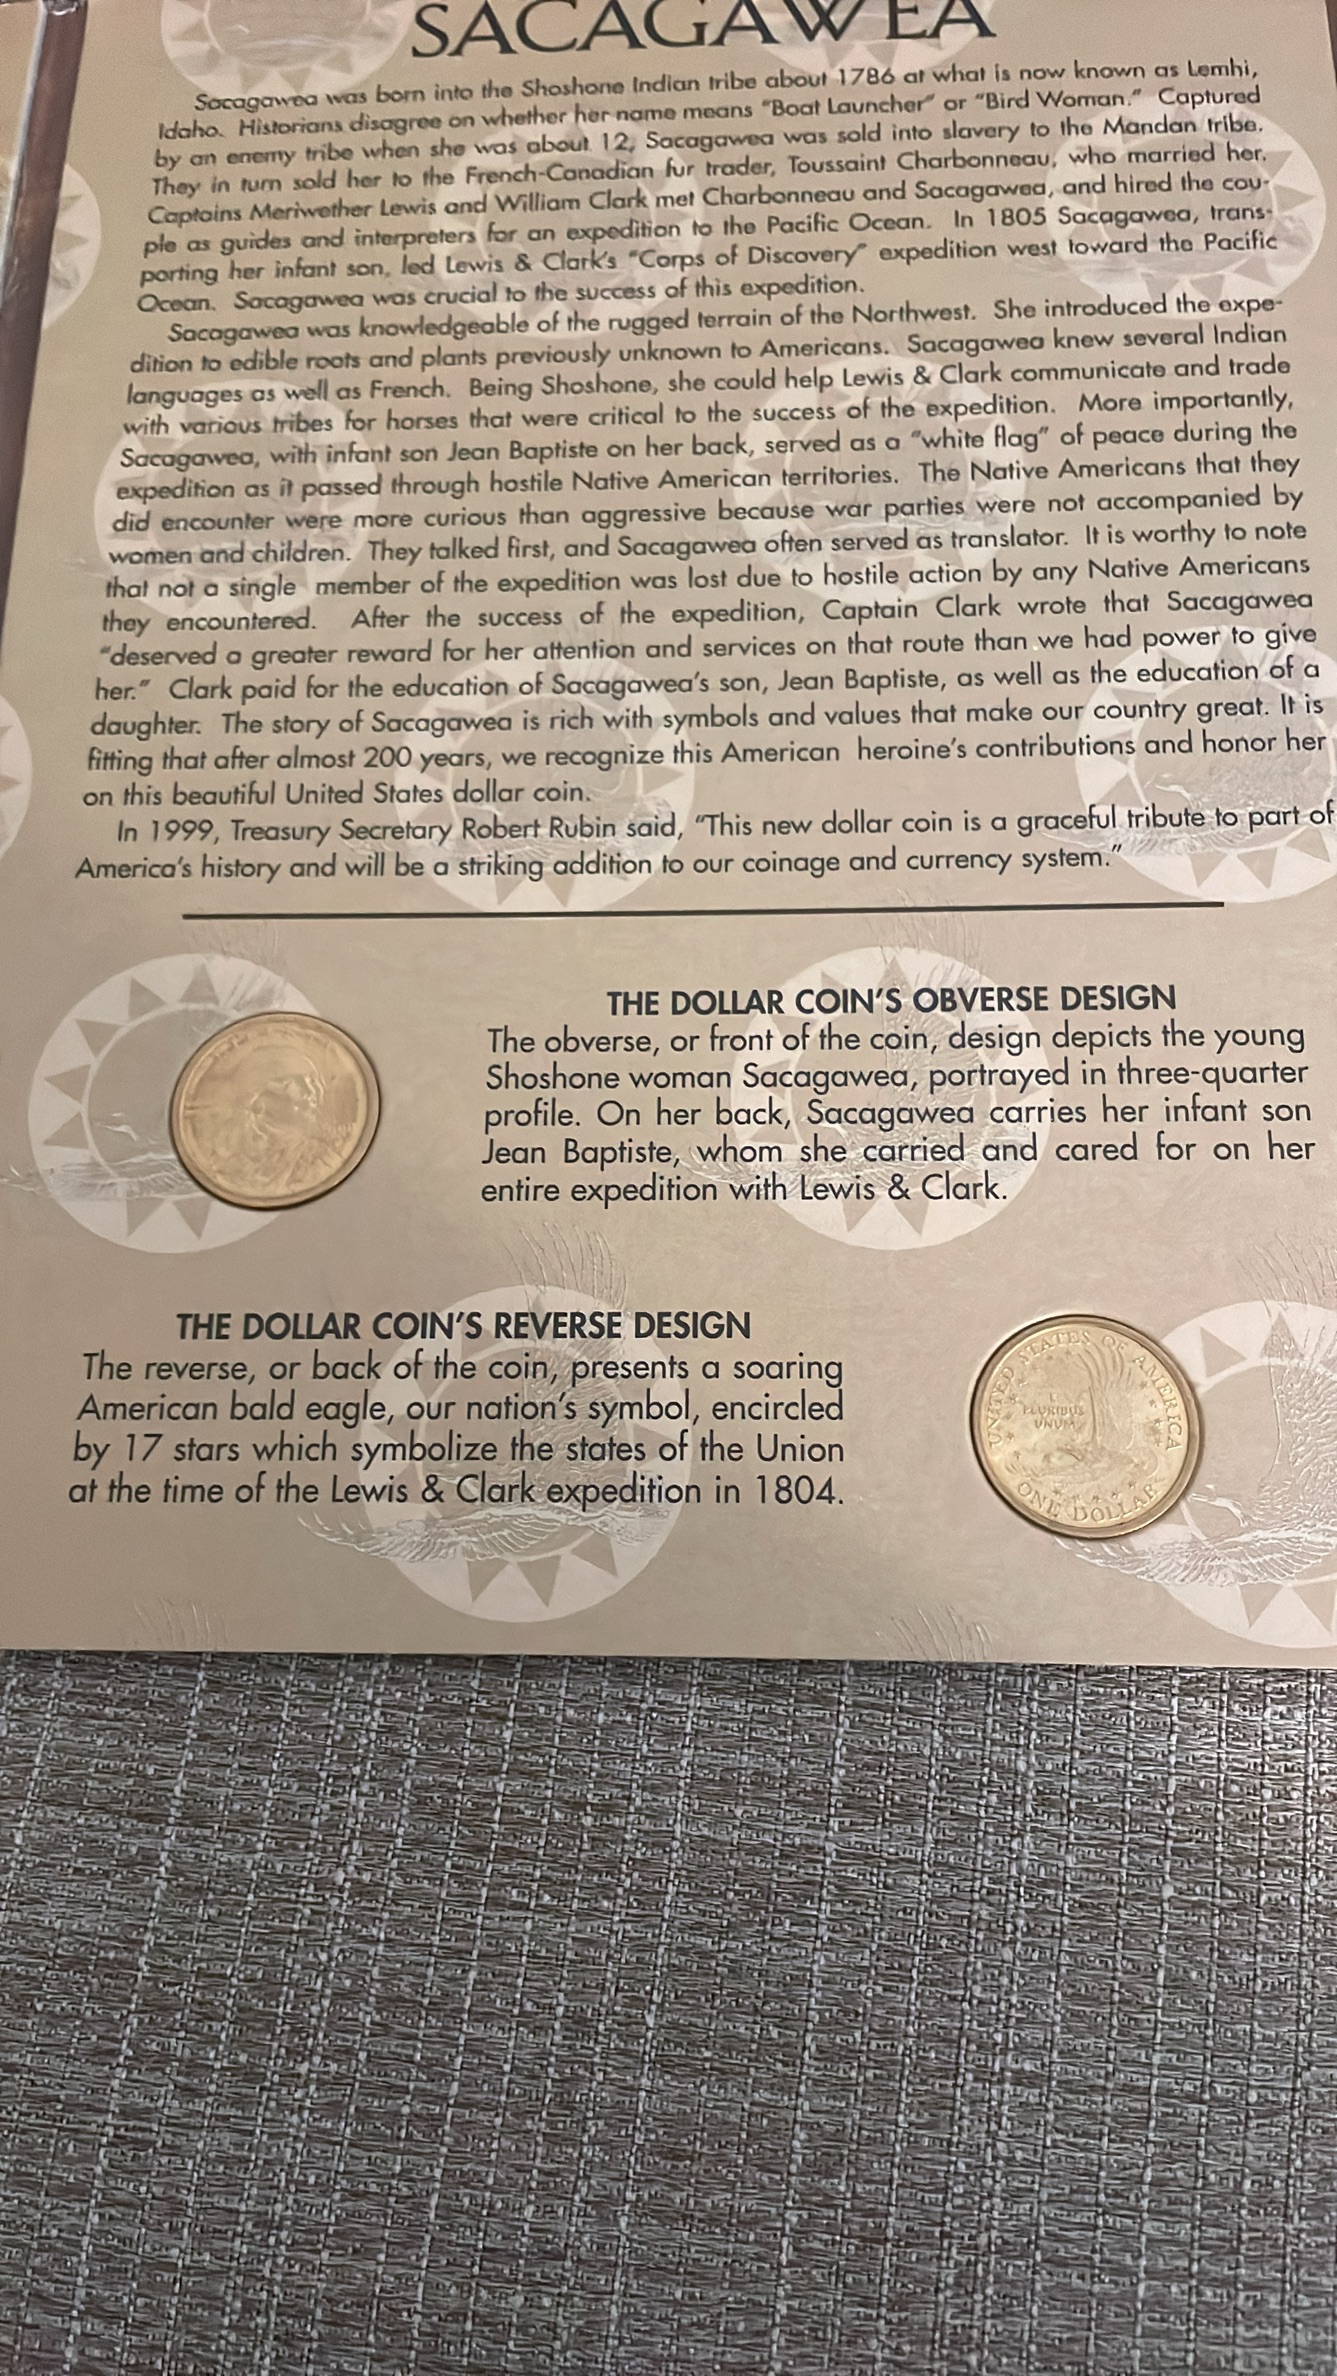 SACAGAWEA
Sacagawea was born into the Shoshone Indian tribe about 1786 at what is now known as Lemhi,
Idaho. Historians disagree on whether her name means "Boat Launcher" or "Bird Woman." Captured
by an enemy tribe when she was about 12, Sacagawea was sold into slavery to the Mandan tribe.
They in turn sold her to the French-Canadian fur trader, Toussaint Charbonneau, who married her.
Captains Meriwether Lewis and William Clark met Charbonneau and Sacagawea, and hired the cou-
ple as guides and interpreters for an expedition to the Pacific Ocean. In 1805 Sacagawea, trans-
porting her infant son, led Lewis & Clark's "Corps of Discovery" expedition west toward the Pacific
Ocean. Sacagawea was crucial to the success of this expedition.
Sacagawea was knowledgeable of the rugged terrain of the Northwest. She introduced the expe-
dition to edible roots and plants previously unknown to Americans. Sacagawea knew several Indian
languages as well as French. Being Shoshone, she could help Lewis & Clark communicate and trade
with various tribes for horses that were critical to the success of the expedition. More importantly,
Sacagawea, with infant son Jean Baptiste on her back, served as a "white flag" of peace during the
expedition as it passed through hostile Native American territories. The Native Americans that they
did encounter were more curious than aggressive because war parties were not accompanied by
women and children. They talked first, and Sacagawea often served as translator. It is worthy to note
that not a single member of the expedition was lost due to hostile action by any Native Americans
they encountered. After the success of the expedition, Captain Clark wrote that Sacagawea
"deserved a greater reward for her attention and services on that route than we had power to give
her." Clark paid for the education of Sacagawea's son, Jean Baptiste, as well as the education of a
daughter. The story of Sacagawea is rich with symbols and values that make our country great. It is
fitting that after almost 200 years, we recognize this American heroine's contributions and honor her
on this beautiful United States dollar coin.
In 1999, Treasury Secretary Robert Rubin said, "This new dollar coin is a graceful tribute to part of
America's history and will be a striking addition to our coinage and currency system."
THE DOLLAR COIN'S OBVERSE DESIGN
The obverse, or front of the coin, design depicts the young
Shoshone woman Sacagawea, portrayed in three-quarter
profile. On her back, Sacagawea carries her infant son
Jean Baptiste, whom she carried and cared for on her
entire expedition with Lewis & Clark.
THE DOLLAR COIN'S REVERSE DESIGN
The reverse, or back of the coin, presents a soaring
American bald eagle, our nation's symbol, encircled
by 17 stars which symbolize the states of the Union
at the time of the Lewis & Clark expedition in 1804.
UNITED STATES OF AMERICA
E
PLURIBUS
UNUM
ONE DOLLAR